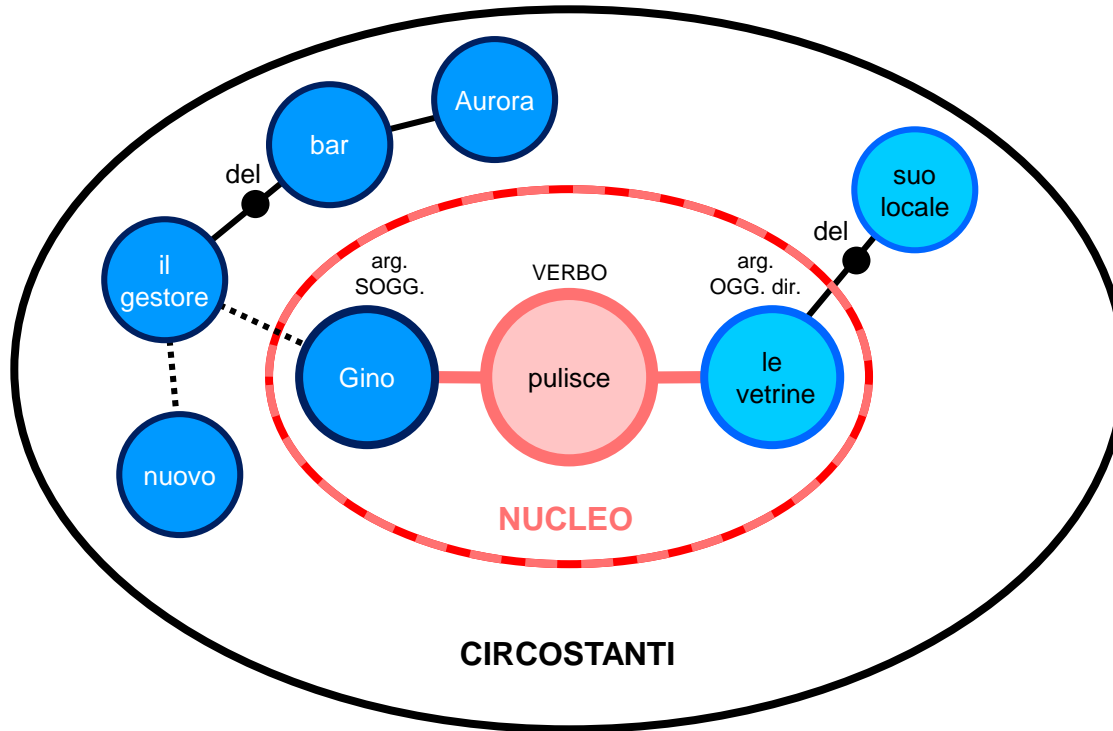 Aurora
bar
del
suo
locale
del
il
gestore
arg.
SOGG.
VERBO
arg.
OGG. dir.
Gino
pulisce
le
vetrine
nuovo
NUCLEO
CIRCOSTANTI